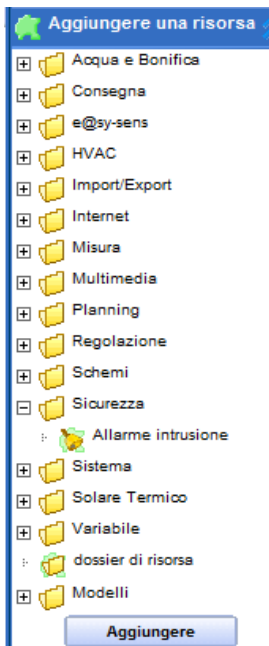 Aggiungere una risorsa
Acqua e Bonifica
Consegna
e@sy-sens
HVAC
Import/Export
Internet
Misura
Multimedia
Planning
Regolazione
Schemi
Sicurezza
Allarme intrusione
Sistema
Solare Termico
Variabile
dossier di risorsa
Modelli
Aggiungere